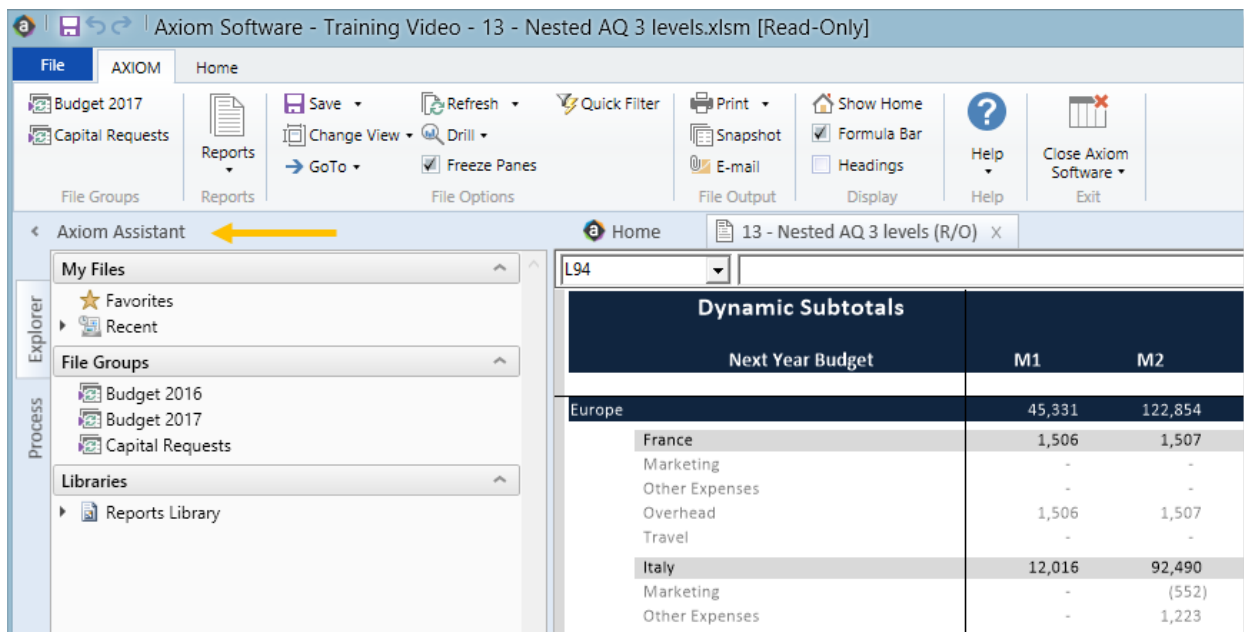 Axiom Software - Training Video - 13 - Nested AQ 3 levels.xlsm [Read-Only]
File AXIOM Home
Budget 2017
Capital Requests
File Groups
Reports
Reports
Save
Change View
GoTo
Refresh
Drill
Freeze Panes
Quick Filter
File Options
Print
Snapshot
E-mail
File Output
Show Home
Formula Bar
Headings
Display
Help
Help
Close Axiom
Software
Exit
Axiom Assistant
Explorer
Process
My Files
Favorites
Recent
File Groups
Budget 2016
Budget 2017
Capital Requests
Libraries
Reports Library
Home 13 - Nested AQ 3 levels (R/O) X
L94
Dynamic Subtotals
Next Year Budget M1 M2
Europe 45,331 122,854
France 1,506 1,507
Marketing - -
Other Expenses - -
Overhead 1,506 1,507
Travel - -
Italy 12,016 92,490
Marketing - (552)
Other Expenses - 1,223